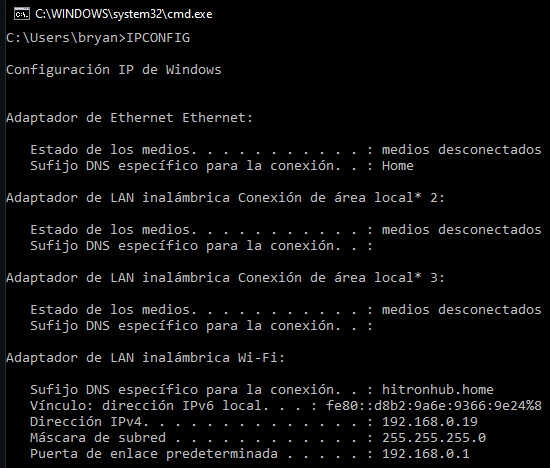 C:\WINDOWS\system32\cmd.exe
C:\Users\bryan>IPCONFIG
Configuración IP de Windows
Adaptador de Ethernet Ethernet:
Estado de los medios. . . . . . . . . . . : medios desconectados
Sufijo DNS específico para la conexión. . : Home
Adaptador de LAN inalámbrica Conexión de área local* 2:
Estado de los medios. . . . . . . . . . . : medios desconectados
Sufijo DNS específico para la conexión. . :
Adaptador de LAN inalámbrica Conexión de área local* 3:
Estado de los medios. . . . . . . . . . . : medios desconectados
Sufijo DNS específico para la conexión. . :
Adaptador de LAN inalámbrica Wi-Fi:
Sufijo DNS específico para la conexión. . : hitronhub.home
Vínculo: dirección IPv6 local. . . : fe80::d8b2:9a6e:9366:9e24%8
Dirección IPv4. . . . . . . . . . . . . . : 192.168.0.19
Máscara de subred . . . . . . . . . . . . : 255.255.255.0
Puerta de enlace predeterminada . . . . . : 192.168.0.1